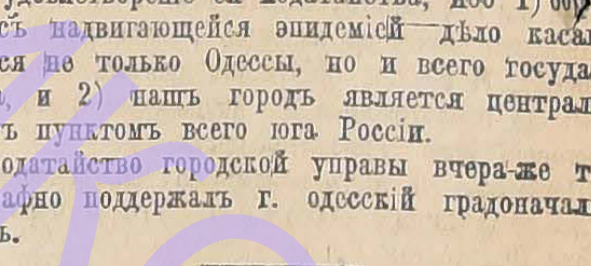 съ надвигающейся эпидеміей дѣло каса
ся не только Одессы, но и всего госуда
, и 2) нашъ городъ является централ
ъ пунктомъ всего юга Россіи.
одатайство городской управы вчера-же т
афно поддержалъ г. одесскій градоначал
ь.